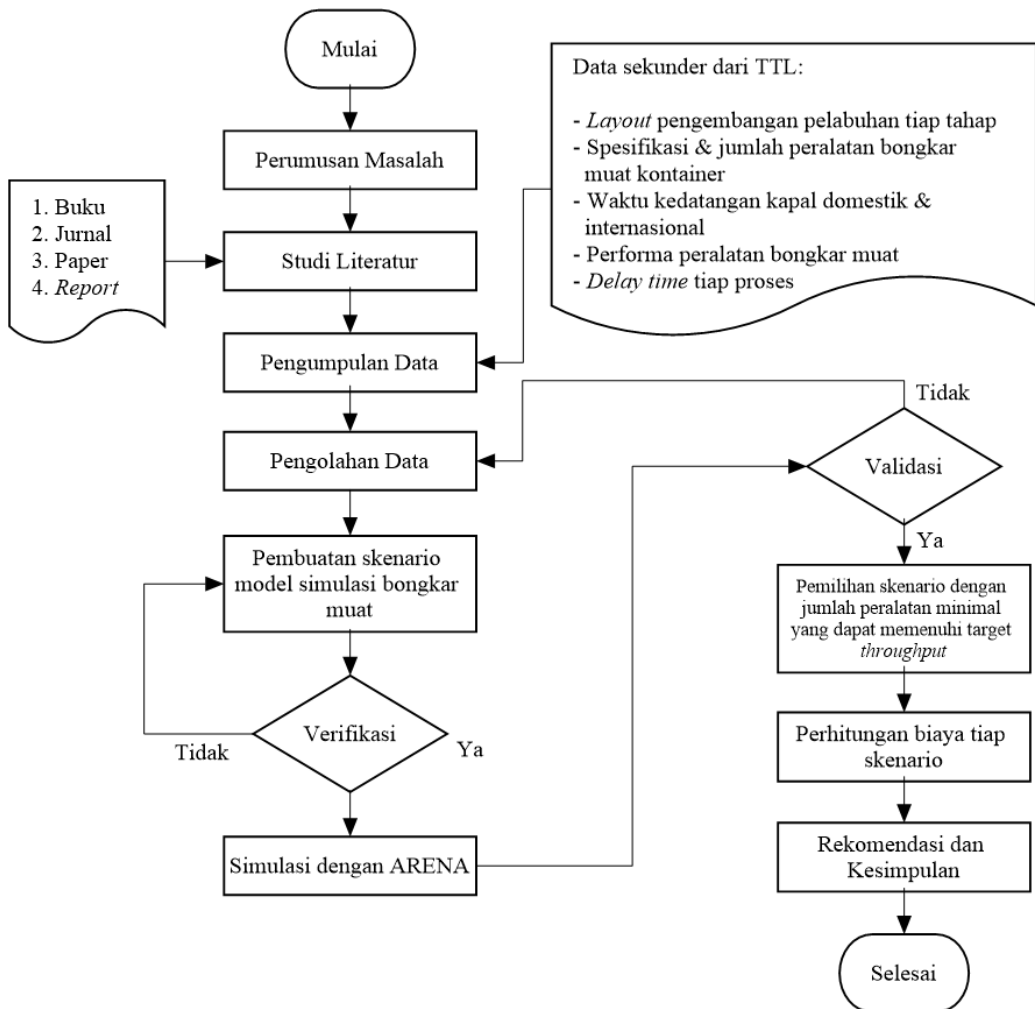 Mulai
Perumusan Masalah
1. Buku
2. Jurnal
3. Paper
4. Report
Studi Literatur
Data sekunder dari TTL:
- Layout pengembangan pelabuhan tiap tahap
- Spesifikasi & jumlah peralatan bongkar
muat kontainer
- Waktu kedatangan kapal domestik &
internasional
- Performa peralatan bongkar muat
- Delay time tiap proses
Pengumpulan Data
Pengolahan Data
Pembuatan skenario
model simulasi bongkar
muat
Verifikasi
Tidak
Ya
Simulasi dengan ARENA
Validasi
Tidak
Ya
Pemilihan skenario dengan
jumlah peralatan minimal
yang dapat memenuhi target
throughput
Perhitungan biaya tiap
skenario
Rekomendasi dan
Kesimpulan
Selesai